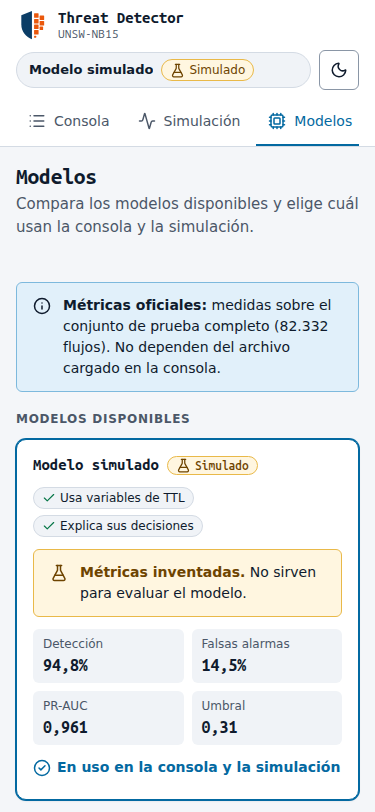 Threat Detector
UNSW-NB15
Modelo simulado Simulado
Consola Simulación Modelos
Modelos
Compara los modelos disponibles y elige cuál
usan la consola y la simulación.
Métricas oficiales: medidas sobre el
conjunto de prueba completo (82.332
flujos). No dependen del archivo
cargado en la consola.
MODELOS DISPONIBLES
Modelo simulado Simulado
Usa variables de TTL
Explica sus decisiones
Métricas inventadas. No sirven
para evaluar el modelo.
Detección Falsas alarmas
94,8% 14,5%
PR-AUC Umbral
0,961 0,31
En uso en la consola y la simulación